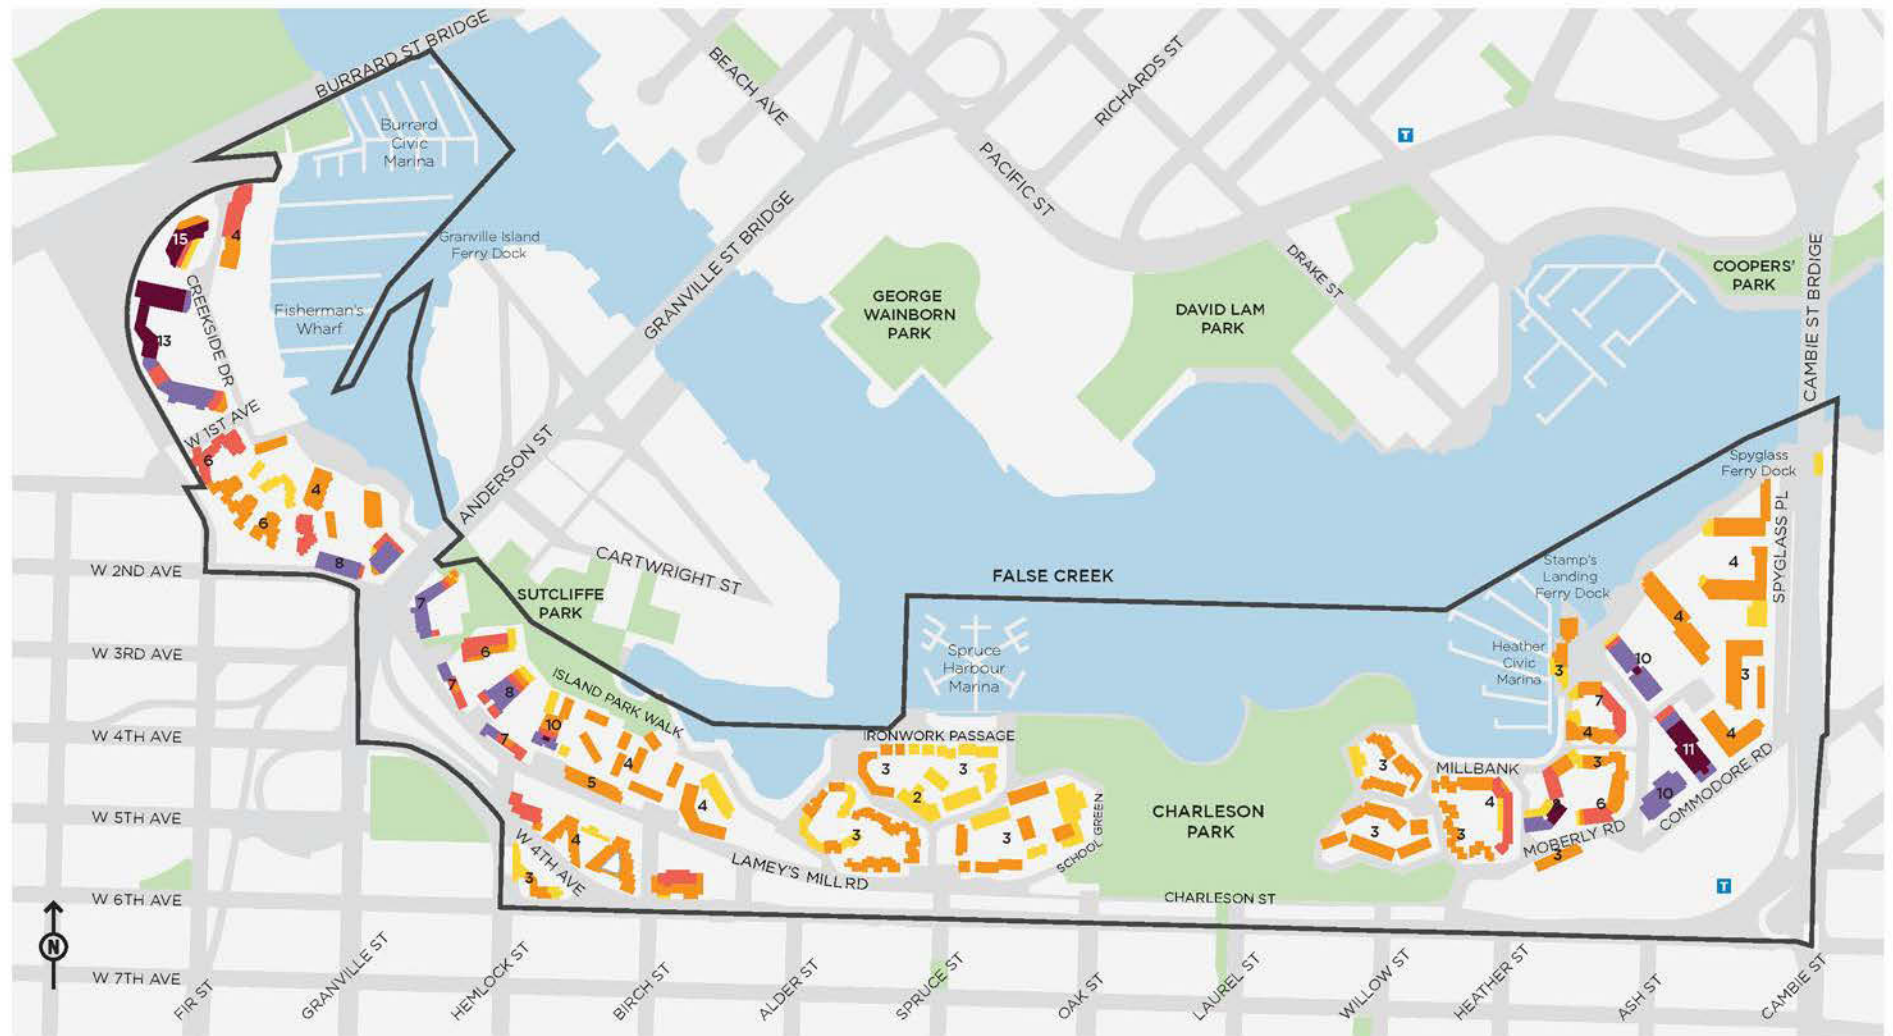 BURRARD ST BRIDGE
BEACH AVE
RICHARDS ST
T
Burrard
Civic
Marina
PACIFIC ST
Granville Island
Ferry Dock
GRANVILLE ST BRIDGE
15
4
CREEKSIDE DR
Fisherman's
Wharf
13
GEORGE
WAINBORN
PARK
DAVID LAM
PARK
DRAKE ST
COOPERS'
PARK
CAMBIE ST BRDIGE
W 1ST AVE
6
4
6
8
ANDERSON ST
CARTWRIGHT ST
SUTCLIFFE
PARK
FALSE CREEK
Spyglass
Ferry Dock
SPYGLASS PL
Stamp's
Landing
Ferry Dock
4
4
W 2ND AVE
7
W 3RD AVE
6
7
8
ISLAND PARK WALK
Spruce
Harbour
Marina
Heather
Civic
Marina
3
10
3
7
4
4
11
W 4TH AVE
10
7
4
5
4
IRONWORK PASSAGE
3
3
2
3
3
SCHOOL GREEN
CHARLESON
PARK
3
3
MILLBANK
4
3
3
6
10
MOBERLY RD
3
COMMODORE RD
W 5TH AVE
W 4TH AVE
4
3
LAMEY'S MILL RD
CHARLESON ST
T
W 6TH AVE
N
W 7TH AVE
FIR ST
GRANVILLE ST
HEMLOCK ST
BIRCH ST
ALDER ST
SPRUCE ST
OAK ST
LAUREL ST
WILLOW ST
HEATHER ST
ASH ST
CAMBIE ST